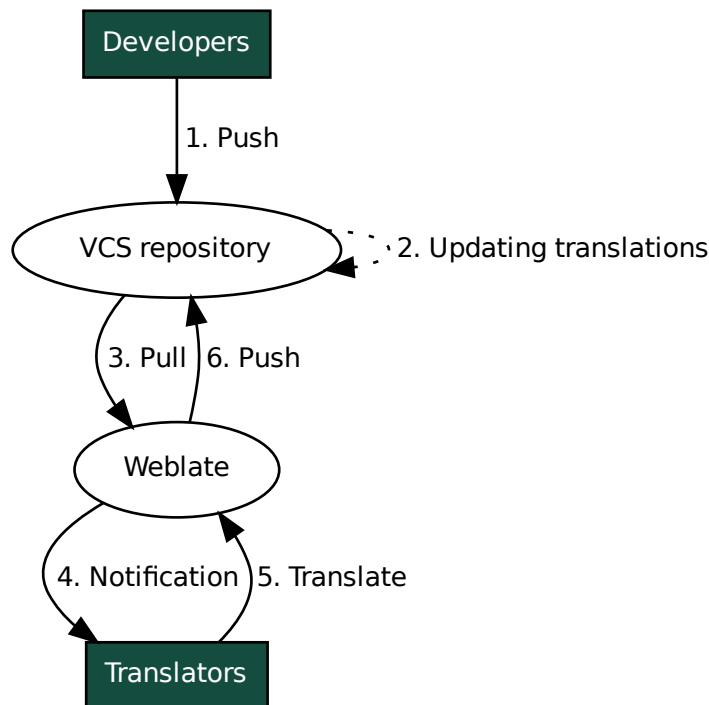 Developers
1. Push
VCS repository
2. Updating translations
3. Pull
6. Push
Weblate
4. Notification
5. Translate
Translators